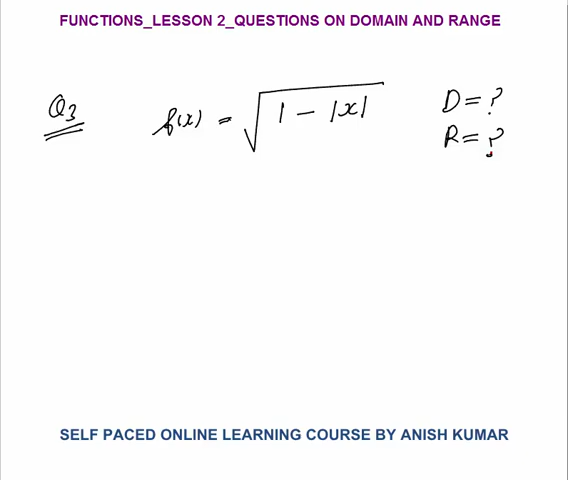 FUNCTIONS_LESSON 2_QUESTIONS ON DOMAIN AND RANGE
Q3 f(x) = √(1 - |x|) D = ?
R = ?
SELF PACED ONLINE LEARNING COURSE BY ANISH KUMAR